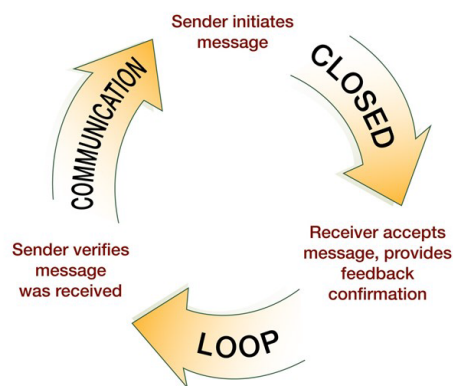 Sender initiates
message
CLOSED
Receiver accepts
message, provides
feedback
confirmation
LOOP
Sender verifies
message
was received
COMMUNICATION